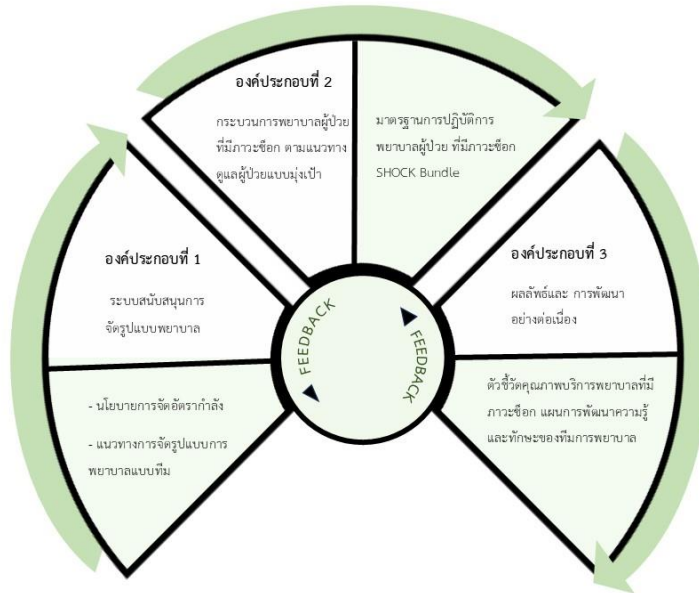 องค์ประกอบที่ 1
ระบบสนับสนุนการ
จัดรูปแบบพยาบาล
- นโยบายการจัดอัตรากำลัง
- แนวทางการจัดรูปแบบการ
พยาบาลแบบทีม
องค์ประกอบที่ 2
กระบวนการพยาบาลผู้ป่วย
ที่มีภาวะช็อก ตามแนวทาง
ดูแลผู้ป่วยแบบมุ่งเป้า
มาตรฐานการปฏิบัติการ
พยาบาลผู้ป่วย ที่มีภาวะช็อก
SHOCK Bundle
องค์ประกอบที่ 3
ผลลัพธ์และ การพัฒนา
อย่างต่อเนื่อง
ตัวชี้วัดคุณภาพบริการพยาบาลที่มี
ภาวะช็อก แผนการพัฒนาความรู้
และทักษะของทีมการพยาบาล
FEEDBACK
FEEDBACK